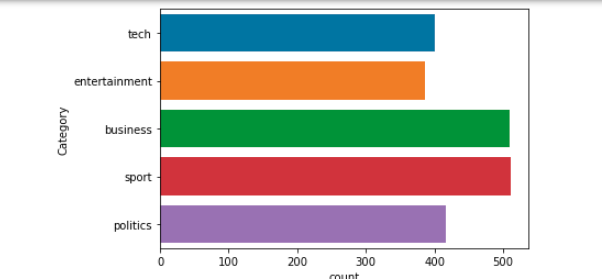 tech
entertainment
business
sport
politics
Category
0 100 200 300 400 500
count